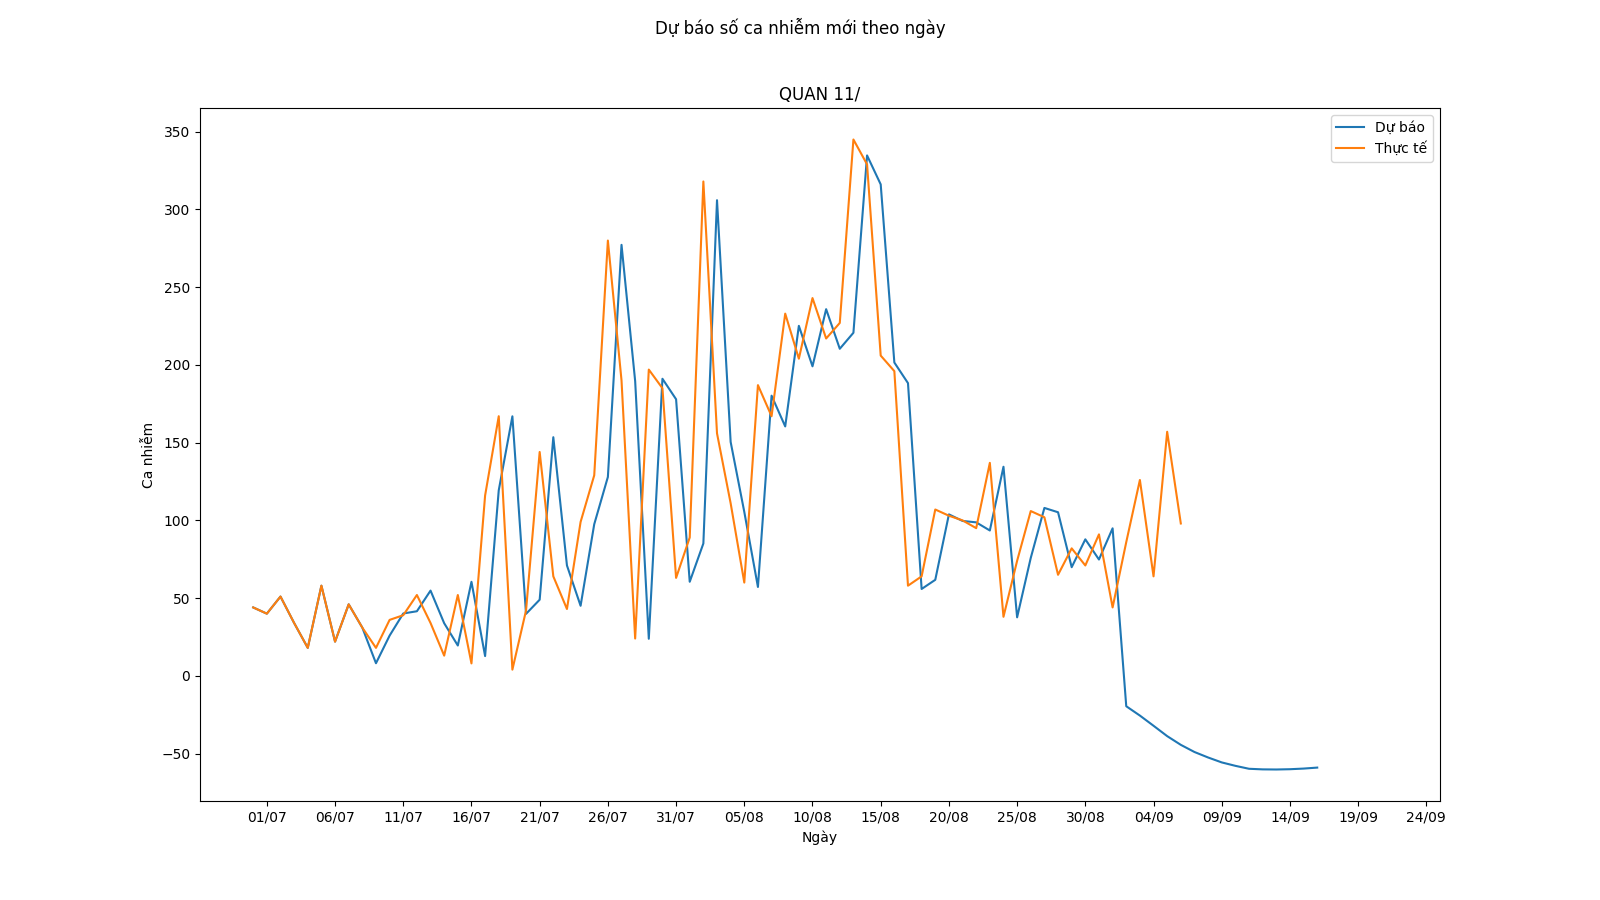 Dự báo số ca nhiễm mới theo ngày
QUAN 11/
Dự báo
Thực tế
350
300
250
200
150
100
50
0
−50
Ca nhiễm
01/07 06/07 11/07 16/07 21/07 26/07 31/07 05/08 10/08 15/08 20/08 25/08 30/08 04/09 09/09 14/09 19/09 24/09
Ngày